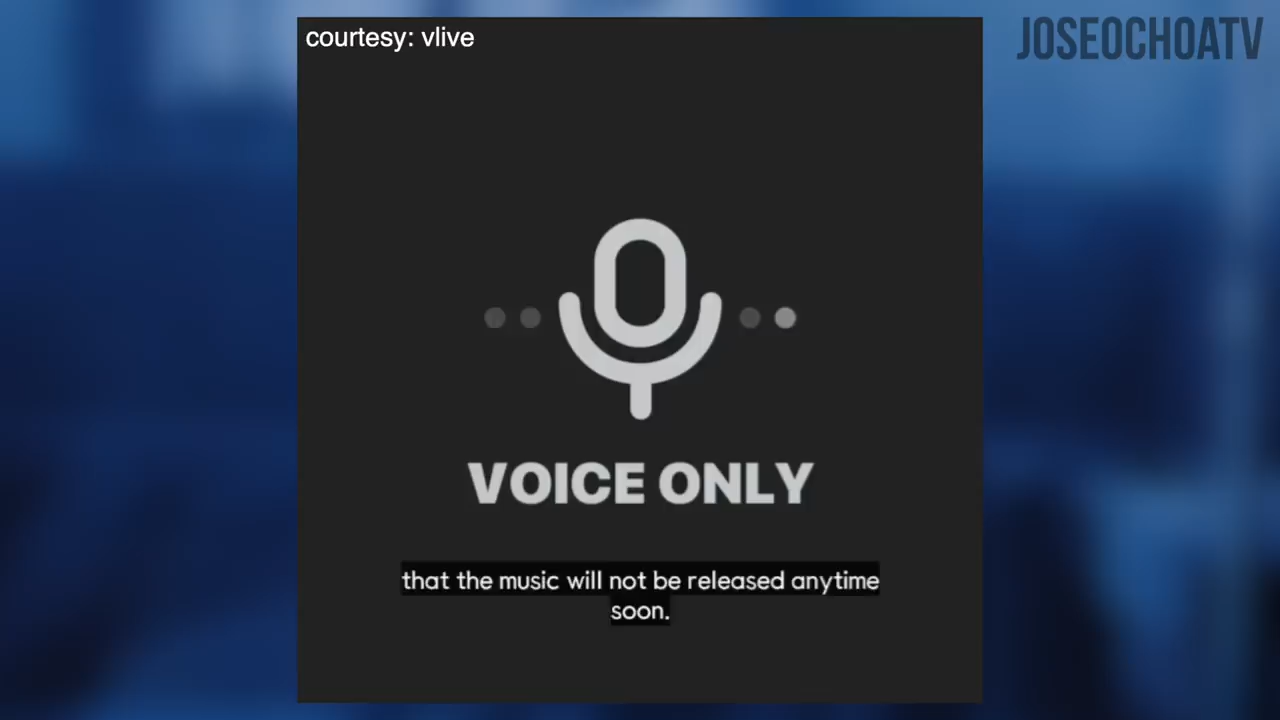 courtesy: vlive
JOSEOCHOATV
VOICE ONLY
that the music will not be released anytime
soon.